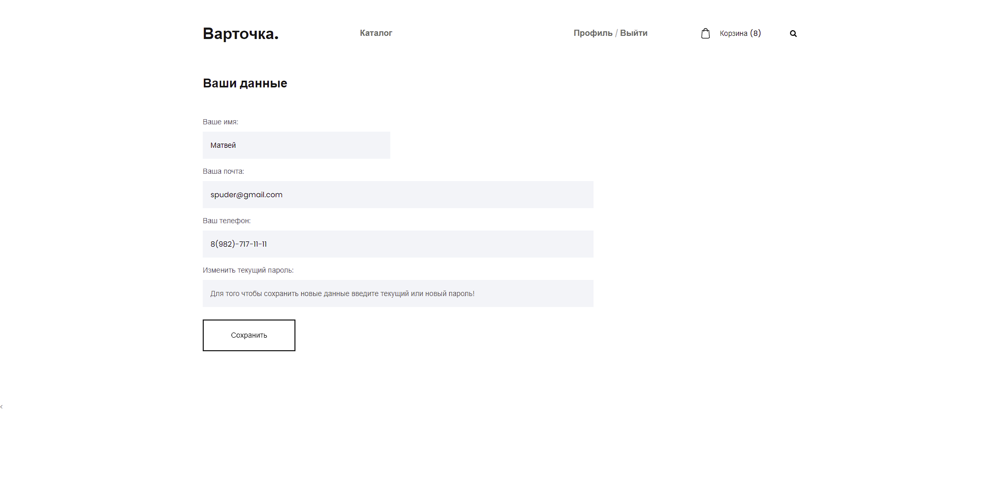 Варточка.
Каталог
Профиль / Выйти
Корзина (8)
Ваши данные
Ваше имя:
Матвей
Ваша почта:
spuder@gmail.com
Ваш телефон:
8(982)-717-11-11
Изменить текущий пароль:
Для того чтобы сохранить новые данные введите текущий или новый пароль!
Сохранить
<